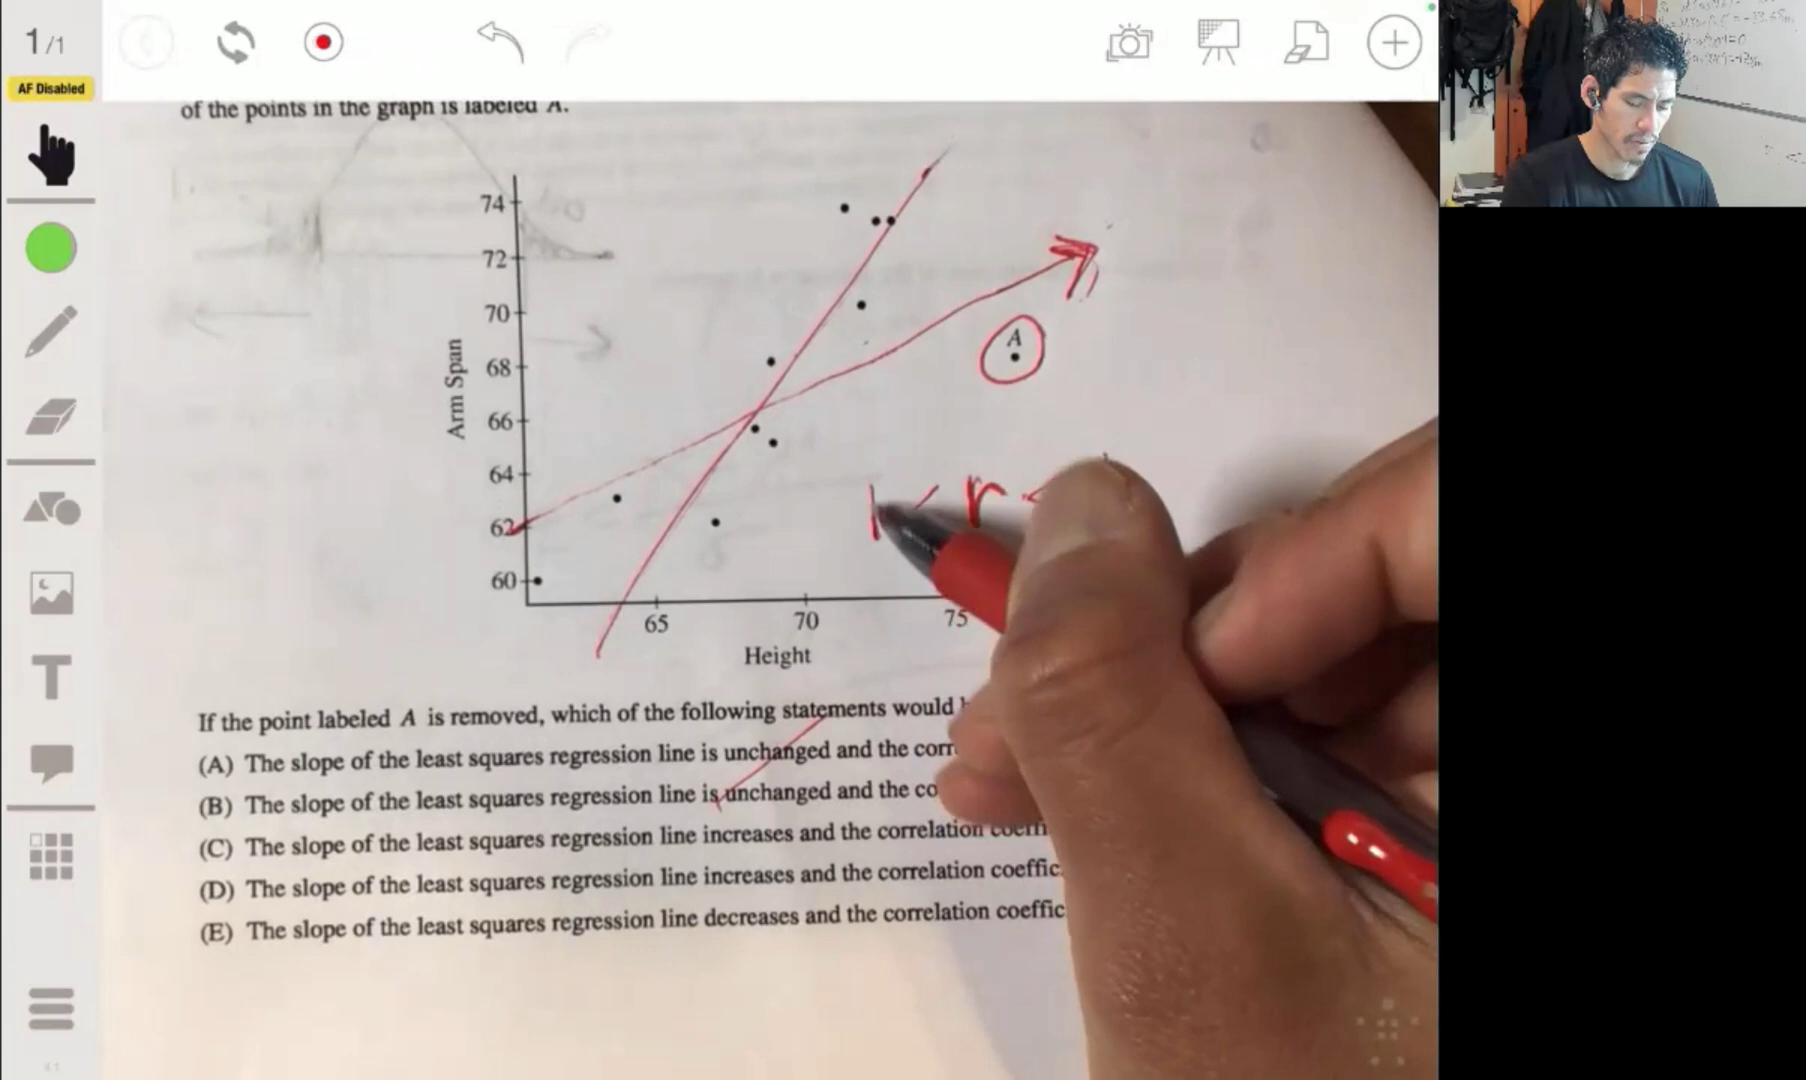 1/1
AF Disabled
of the points in the graph is labeled A.
74
72
70
68
66
64
62
60
Arm Span
A
r <
65
70
75
Height
If the point labeled A is removed, which of the following statements would
(A) The slope of the least squares regression line is unchanged and the
(B) The slope of the least squares regression line is unchanged and the
(C) The slope of the least squares regression line increases and the correlation
(D) The slope of the least squares regression line increases and the correlation
(E) The slope of the least squares regression line decreases and the correlation
T